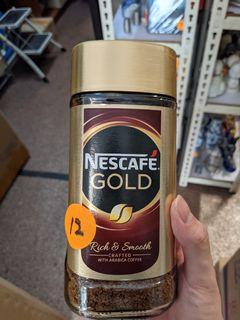 NESCAFÉ
GOLD
12
Rich & Smooth
CRAFTED
WITH ARABICA COFFEE